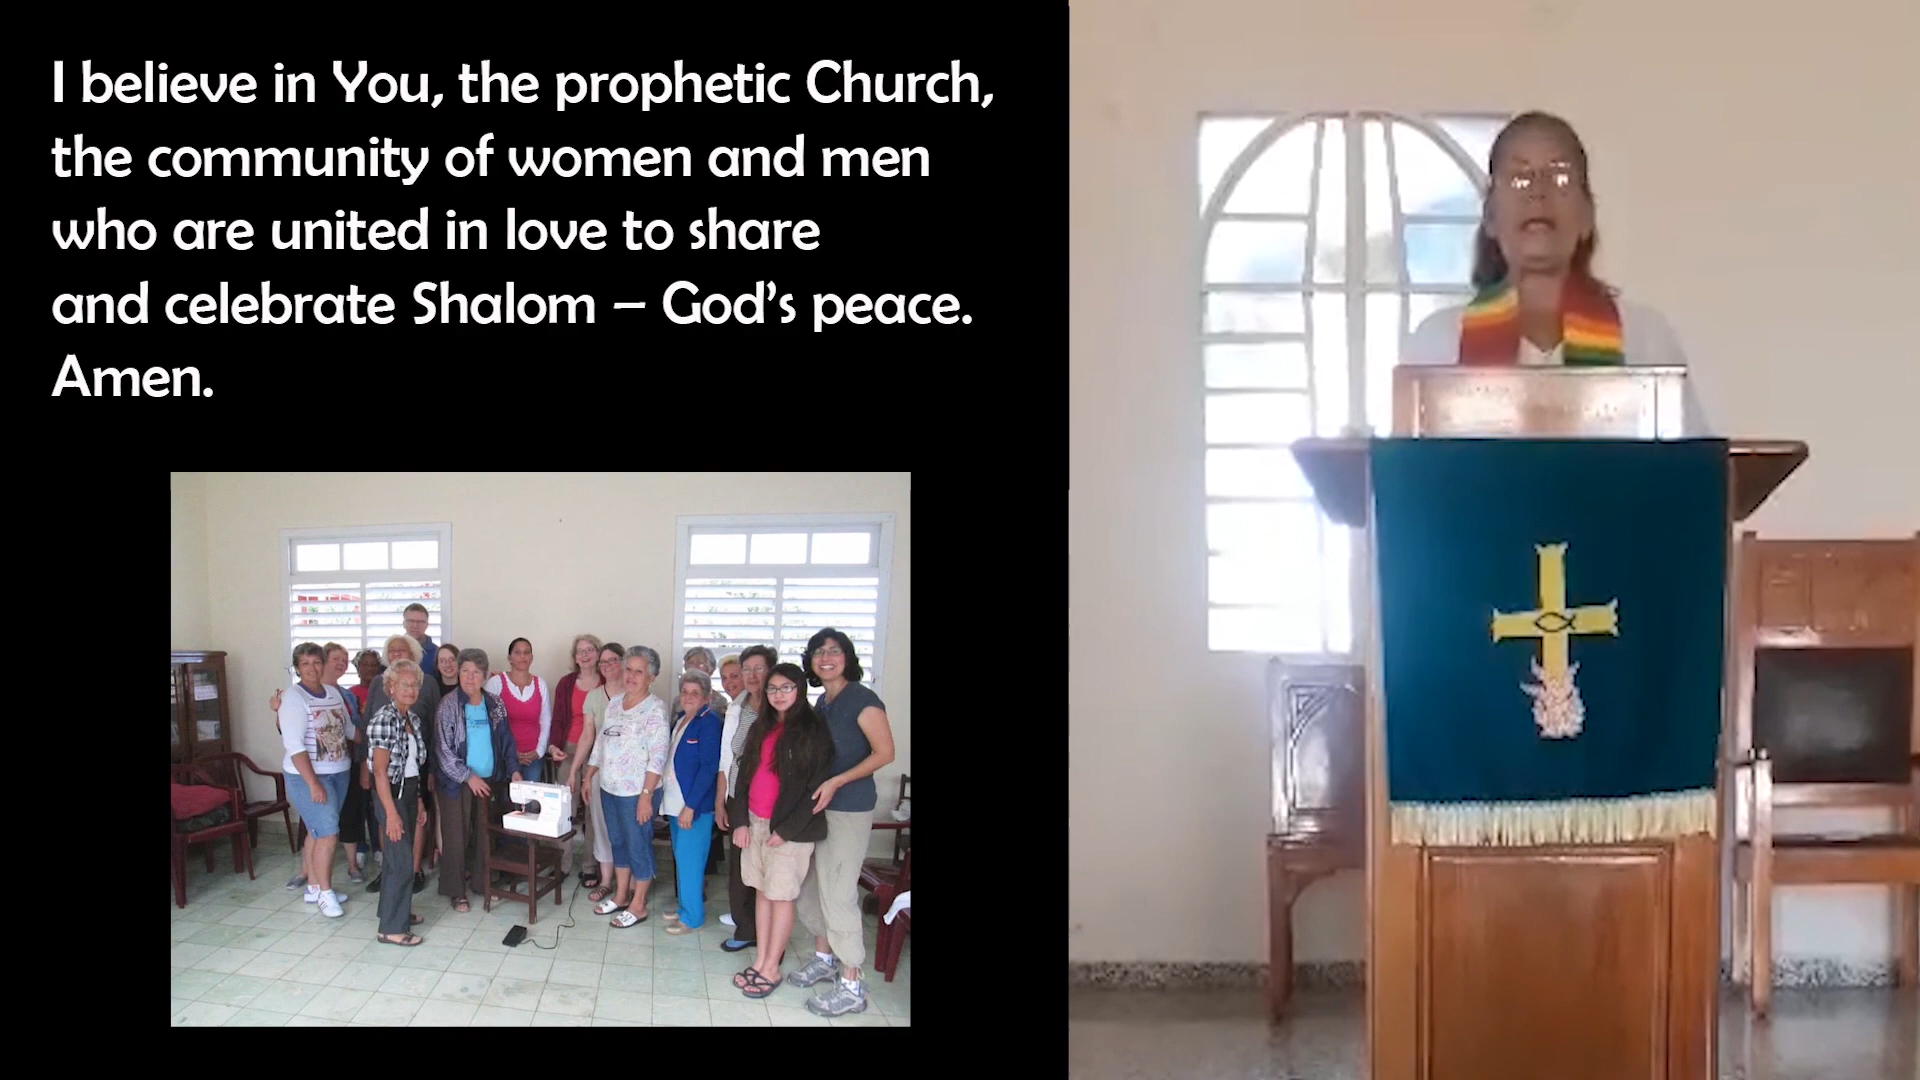 I believe in You, the prophetic Church,
the community of women and men
who are united in love to share
and celebrate Shalom – God’s peace.
Amen.